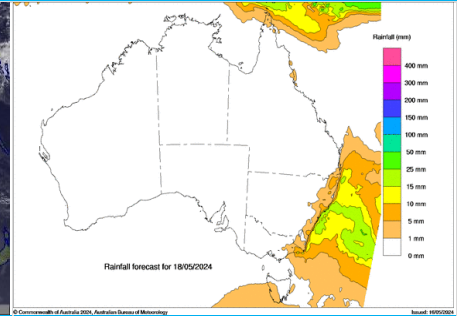 Rainfall (mm)
400 mm
300 mm
200 mm
150 mm
100 mm
50 mm
25 mm
15 mm
10 mm
5 mm
1 mm
0 mm
Rainfall forecast for 18/05/2024
© Commonwealth of Australia 2024, Australian Bureau of Meteorology
Issued: 16/05/2024